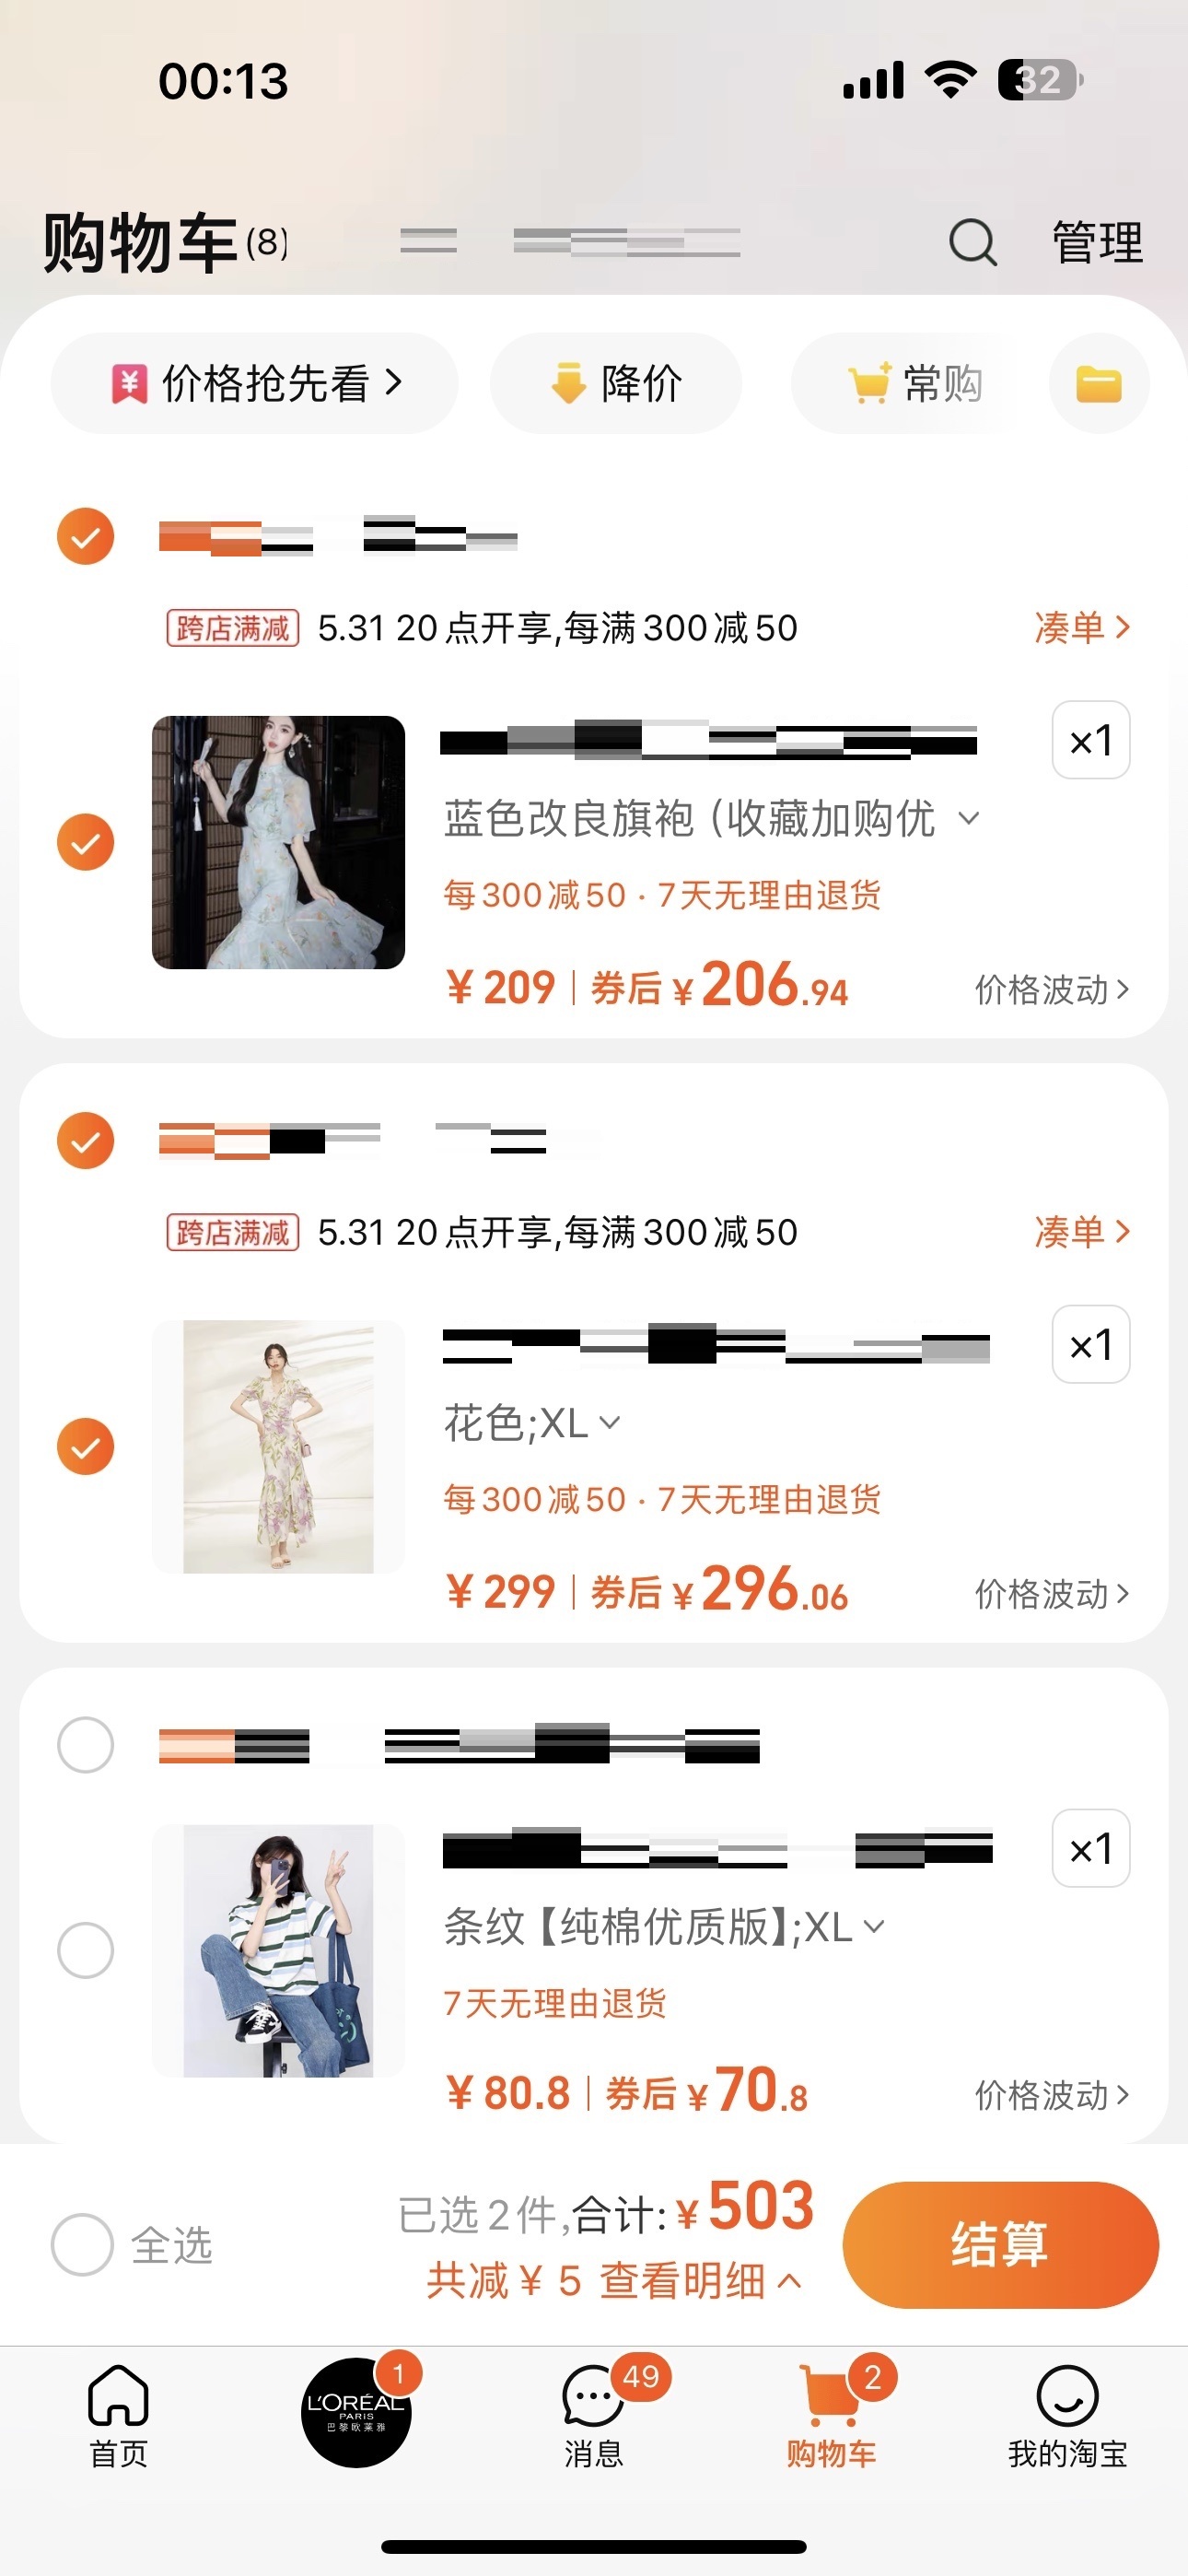 00:13
32
购物车(8)
管理
价格抢先看
降价
常购
跨店满减 5.31 20点开享,每满300减50 凑单
×1
蓝色改良旗袍 (收藏加购优
每300减50 · 7天无理由退货
¥209 券后¥206.94 价格波动
跨店满减 5.31 20点开享,每满300减50 凑单
×1
花色;XL
每300减50 · 7天无理由退货
¥299 券后¥296.06 价格波动
×1
条纹【纯棉优质版】;XL
7天无理由退货
¥80.8 券后¥70.8 价格波动
全选
已选2件,合计:¥503
共减¥5 查看明细
结算
1
49
2
L'ORÉAL
PARIS
巴黎欧莱雅
首页
消息
购物车
我的淘宝